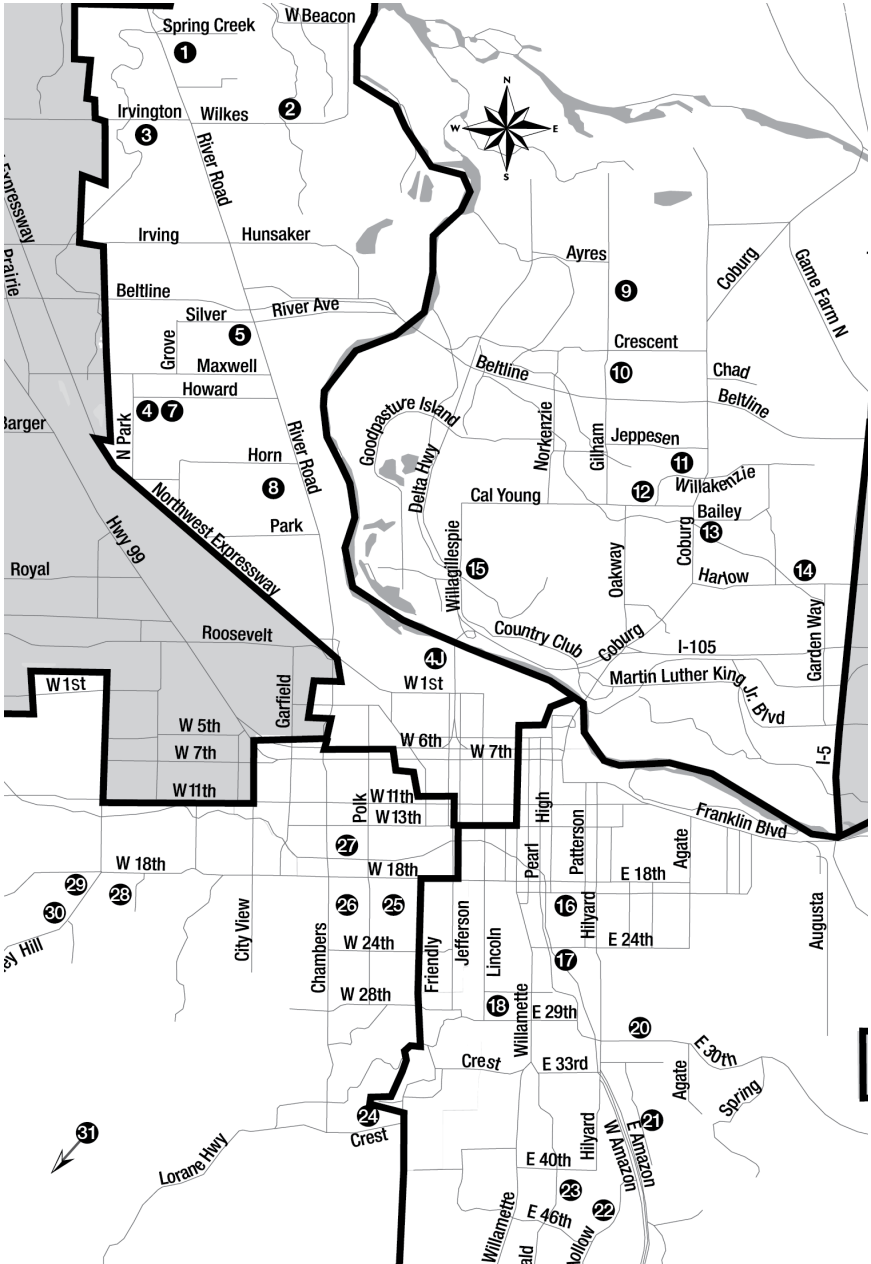 W Beacon
Spring Creek
1
N
W E
S
Irvington Wilkes 2
3
River Road
Expressway
Prairie
Irving Hunsaker
Ayres
Coburg
Game Farm N
9
Beltline
Silver River Ave
5
Grove
Crescent
Maxwell
Beltline
10
Chad
Howard
Beltline
4 7
N Park
Barger
Goodpasture Island
Norkenzie
Gilham
Jeppesen
River Road
Horn
Delta Hwy
11
8
Willakenzie
12
Cal Young
Northwest Expressway
Hwy 99
Park
Bailey
Coburg
13
Royal
Willagillespie
15
Oakway
Harlow
14
Garden Way
Roosevelt
Country Club
Coburg
I-105
4J
W 1st
W 1st
Martin Luther King Jr. Blvd
Garfield
W 5th
W 6th
W 7th
W 7th
I-5
W 11th
W 11th
Polk
W 13th
High
Franklin Blvd
Pearl
Patterson
Agate
27
W 18th
W 18th
E 18th
29
28
30
26
25
16
Hilyard
Augusta
ey Hill
City View
Chambers
W 24th
Friendly
Jefferson
Lincoln
E 24th
17
W 28th
18
Willamette
E 29th
20
Crest
E 33rd
E 30th
Agate
Spring
24
Crest
21
31
Lorane Hwy
Hilyard
W Amazon
E Amazon
E 40th
23
22
E 46th
Willamette
ald
ollow